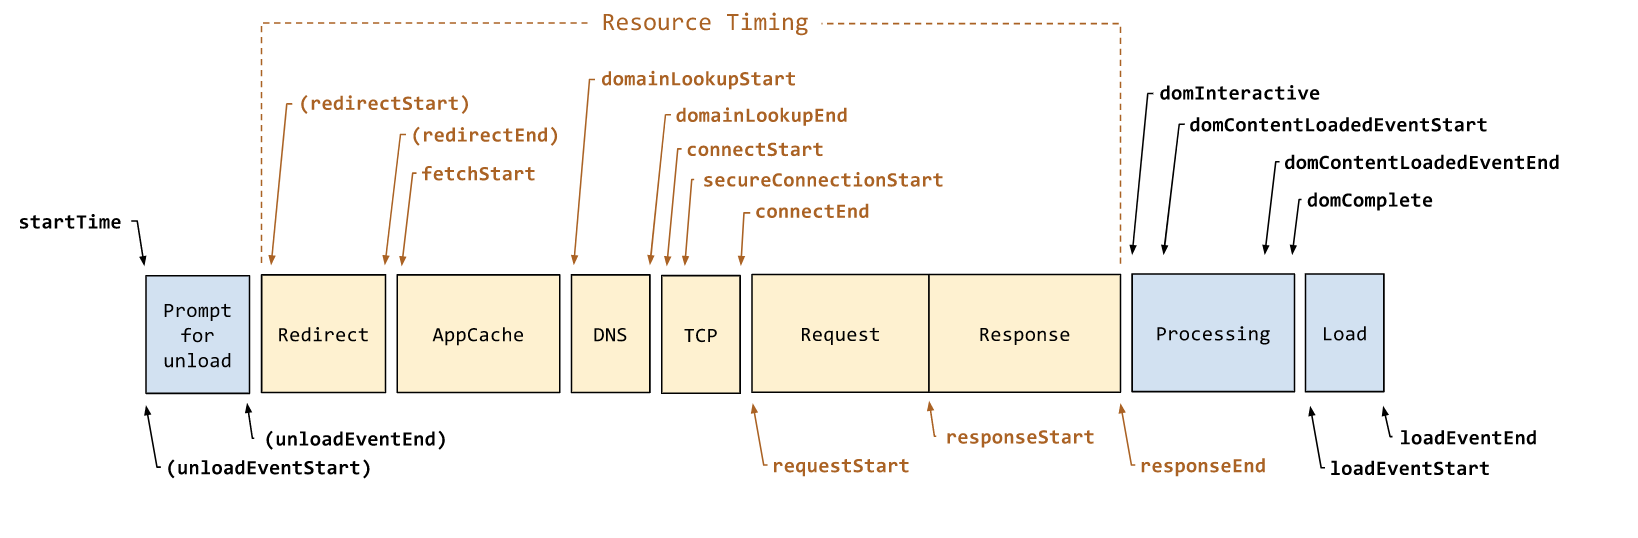 Resource Timing
domainLookupStart
domInteractive
(redirectStart)
domainLookupEnd
domContentLoadedEventStart
(redirectEnd)
connectStart
domContentLoadedEventEnd
fetchStart
secureConnectionStart
domComplete
connectEnd
startTime
Prompt
for
unload
Redirect
AppCache
DNS
TCP
Request
Response
Processing
Load
(unloadEventEnd)
responseStart
loadEventEnd
(unloadEventStart)
requestStart
responseEnd
loadEventStart